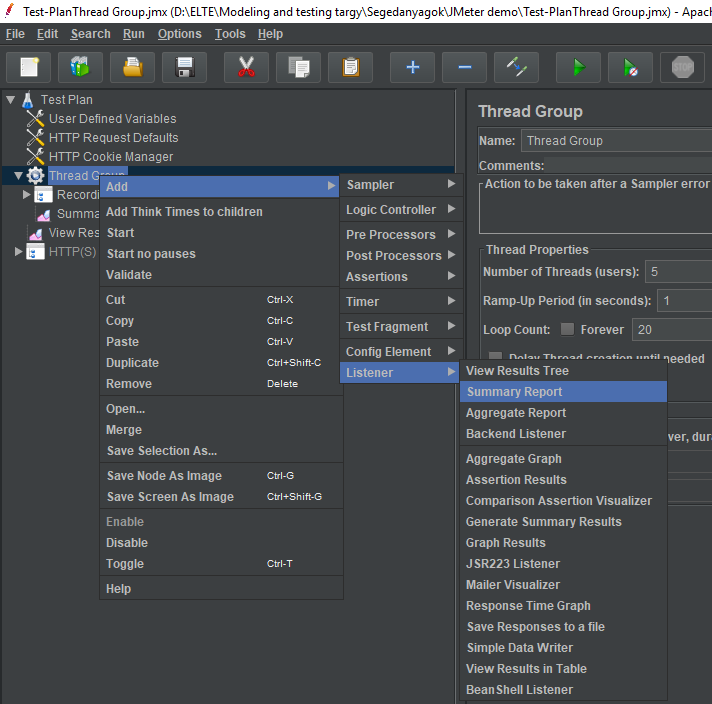 Test-PlanThread Group.jmx (D:\ELTE\Modeling and testing targy\Segedanyagok\JMeter demo\Test-PlanThread Group.jmx) - Apac
File Edit Search Run Options Tools Help
STOP
Test Plan
User Defined Variables
HTTP Request Defaults
HTTP Cookie Manager
Thread Group
Recordi
Summa
View Res
HTTP(S)
Add
Add Think Times to children
Start
Start no pauses
Validate
Cut Ctrl-X
Copy Ctrl-C
Paste Ctrl-V
Duplicate Ctrl+Shift-C
Remove Delete
Open...
Merge
Save Selection As...
Save Node As Image Ctrl-G
Save Screen As Image Ctrl+Shift-G
Enable
Disable
Toggle Ctrl-T
Help
Sampler
Logic Controller
Pre Processors
Post Processors
Assertions
Timer
Test Fragment
Config Element
Listener
View Results Tree
Summary Report
Aggregate Report
Backend Listener
Aggregate Graph
Assertion Results
Comparison Assertion Visualizer
Generate Summary Results
Graph Results
JSR223 Listener
Mailer Visualizer
Response Time Graph
Save Responses to a file
Simple Data Writer
View Results in Table
BeanShell Listener
Thread Group
Name: Thread Group
Comments:
Action to be taken after a Sampler error
Thread Properties
Number of Threads (users): 5
Ramp-Up Period (in seconds): 1
Loop Count: Forever 20
Delay Thread creation until needed
ver, dura